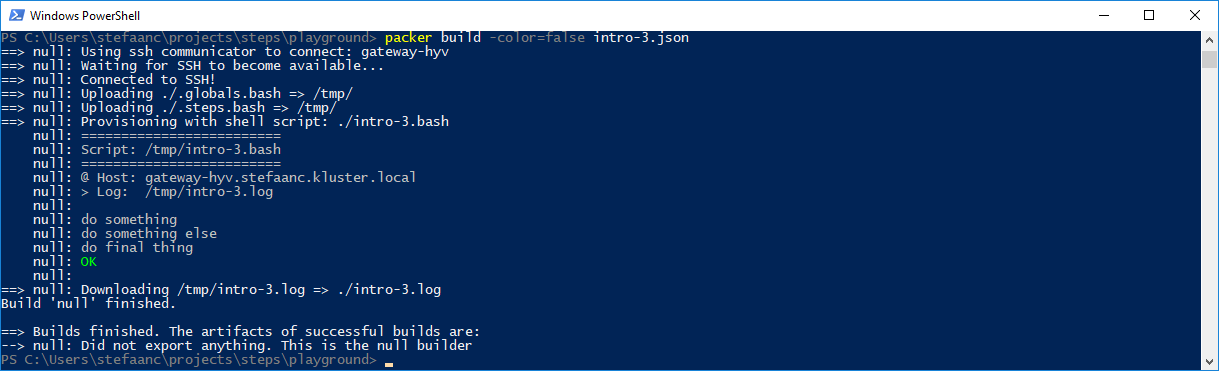 Windows PowerShell
PS C:\Users\stefaanc\projects\steps\playground> packer build -color=false intro-3.json
==> null: Using ssh communicator to connect: gateway-hyv
==> null: Waiting for SSH to become available...
==> null: Connected to SSH!
==> null: Uploading ./.globals.bash => /tmp/
==> null: Uploading ./.steps.bash => /tmp/
==> null: Provisioning with shell script: ./intro-3.bash
    null: =========================
    null: Script: /tmp/intro-3.bash
    null: =========================
    null: @ Host: gateway-hyv.stefaanc.kluster.local
    null: > Log:  /tmp/intro-3.log
    null:
    null: do something
    null: do something else
    null: do final thing
    null: OK
    null:
==> null: Downloading /tmp/intro-3.log => ./intro-3.log
Build 'null' finished.

==> Builds finished. The artifacts of successful builds are:
--> null: Did not export anything. This is the null builder
PS C:\Users\stefaanc\projects\steps\playground>